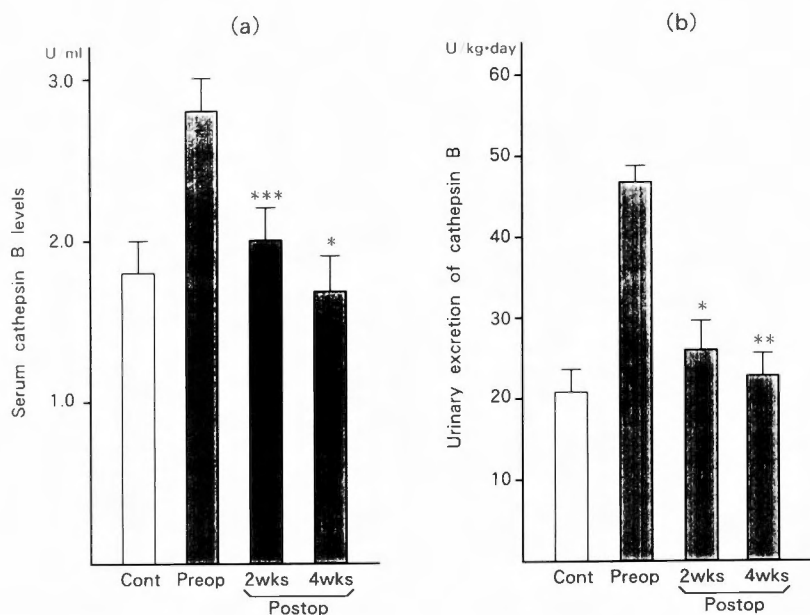 (a)
U/ml
3.0
2.0
1.0
Serum cathepsin B levels
***
*
Cont Preop 2wks 4wks
Postop
(b)
U/kg•day
60
50
40
30
20
10
Urinary excretion of cathepsin B
*
**
Cont Preop 2wks 4wks
Postop